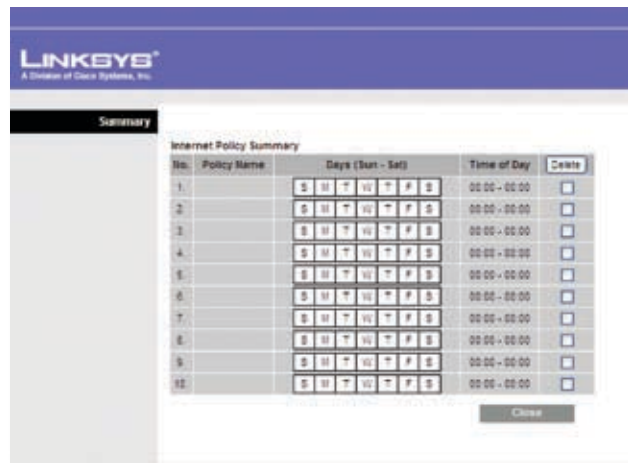 LINKSYS®
A Division of Cisco Systems, Inc.
Summary
Internet Policy Summary
No. Policy Name Days (Sun - Sat) Time of Day Delete
1. S M T W T F S 00:00 - 00:00
2. S M T W T F S 00:00 - 00:00
3. S M T W T F S 00:00 - 00:00
4. S M T W T F S 00:00 - 00:00
5. S M T W T F S 00:00 - 00:00
6. S M T W T F S 00:00 - 00:00
7. S M T W T F S 00:00 - 00:00
8. S M T W T F S 00:00 - 00:00
9. S M T W T F S 00:00 - 00:00
10. S M T W T F S 00:00 - 00:00
Close